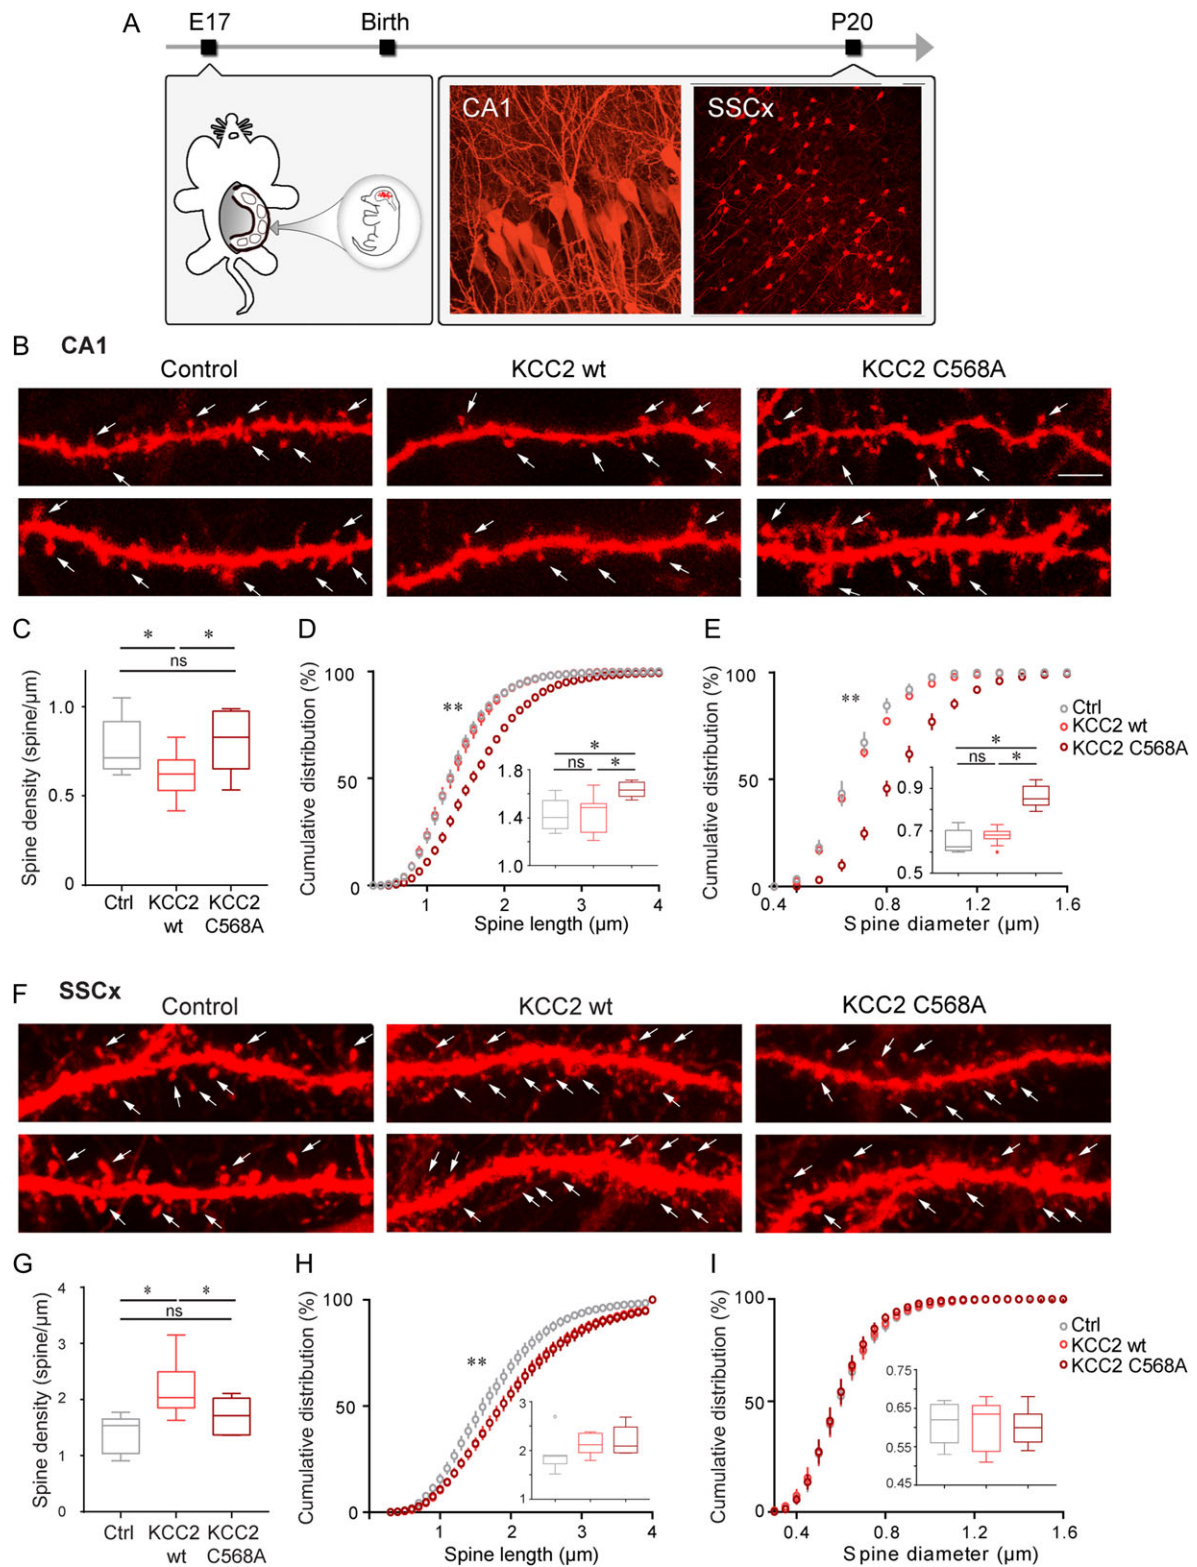 A
E17 Birth P20
CA1 SSCx
B CA1
Control KCC2 wt KCC2 C568A
C
* *
ns
Spine density (spine/μm)
1.0
0.5
0
Ctrl KCC2 wt KCC2 C568A
D
Cumulative distribution (%)
100
50
0
**
*
ns *
1.8
1.4
1.0
1 2 3 4
Spine length (μm)
E
Cumulative distribution (%)
100
50
0
**
*
ns *
0.9
0.7
0.5
0.4 0.8 1.2 1.6
Spine diameter (μm)
Ctrl
KCC2 wt
KCC2 C568A
F SSCx
Control KCC2 wt KCC2 C568A
G
* *
ns
Spine density (spine/μm)
4
3
2
1
0
Ctrl KCC2 wt KCC2 C568A
H
Cumulative distribution (%)
100
50
0
**
3
2
1
1 2 3 4
Spine length (μm)
I
Cumulative distribution (%)
100
50
0
0.75
0.65
0.55
0.45
0.4 0.8 1.2 1.6
Spine diameter (μm)
Ctrl
KCC2 wt
KCC2 C568A